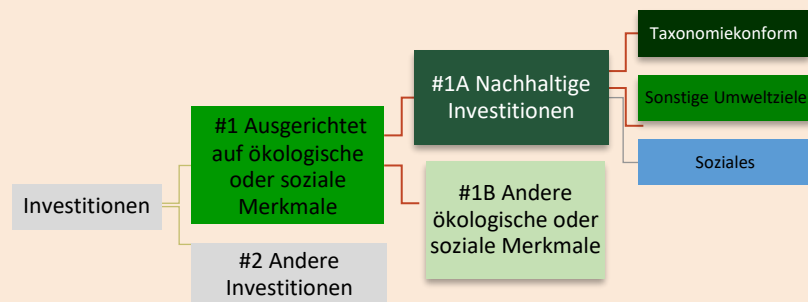 Investitionen
#1 Ausgerichtet
auf ökologische
oder soziale
Merkmale
#2 Andere
Investitionen
#1A Nachhaltige
Investitionen
#1B Andere
ökologische oder
soziale Merkmale
Taxonomiekonform
Sonstige Umweltziele
Soziales